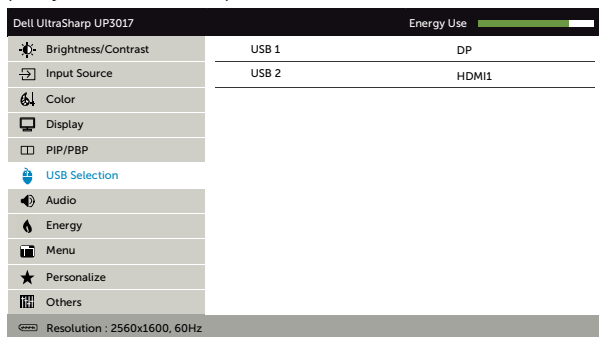 Dell UltraSharp UP3017 Energy Use
Brightness/Contrast USB 1 DP
Input Source USB 2 HDMI1
Color
Display
PIP/PBP
USB Selection
Audio
Energy
Menu
Personalize
Others
Resolution : 2560x1600, 60Hz